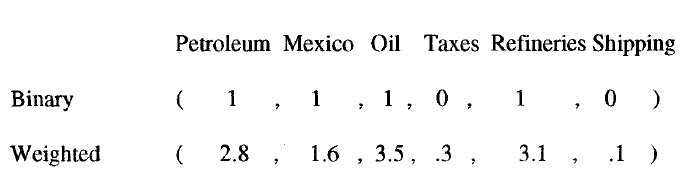 Petroleum Mexico Oil Taxes Refineries Shipping
Binary ( 1 , 1 , 1 , 0 , 1 , 0 )
Weighted ( 2.8 , 1.6 , 3.5 , .3 , 3.1 , .1 )